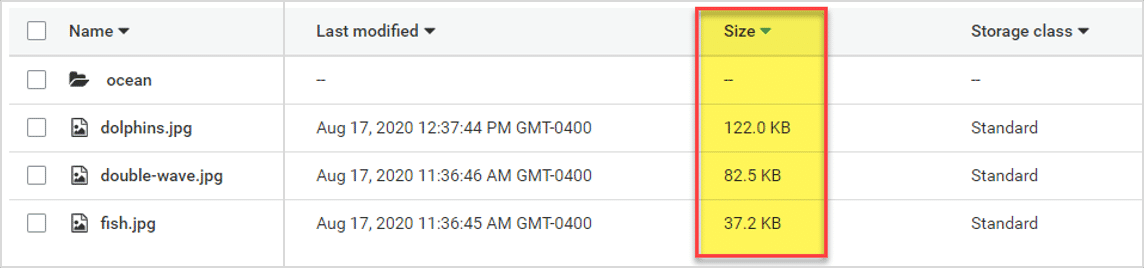 Name Last modified Size Storage class
ocean -- -- --
dolphins.jpg Aug 17, 2020 12:37:44 PM GMT-0400 122.0 KB Standard
double-wave.jpg Aug 17, 2020 11:36:46 AM GMT-0400 82.5 KB Standard
fish.jpg Aug 17, 2020 11:36:45 AM GMT-0400 37.2 KB Standard